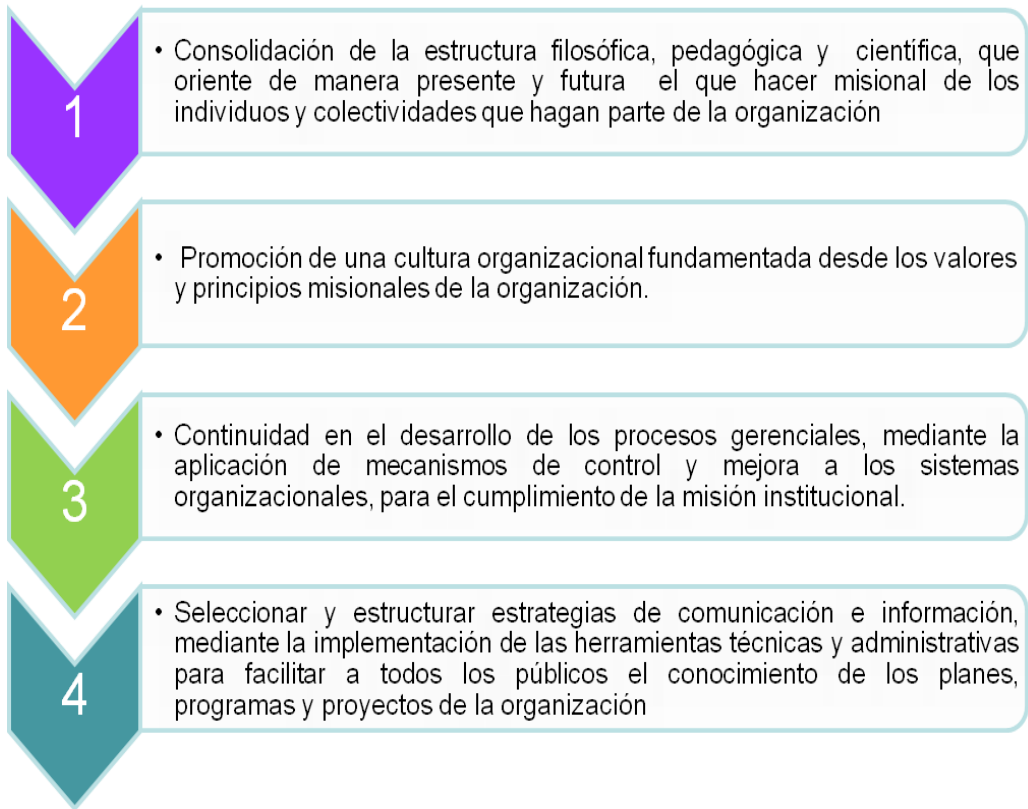 1
• Consolidación de la estructura filosófica, pedagógica y científica, que
oriente de manera presente y futura el que hacer misional de los
individuos y colectividades que hagan parte de la organización
2
• Promoción de una cultura organizacional fundamentada desde los valores
y principios misionales de la organización.
3
• Continuidad en el desarrollo de los procesos gerenciales, mediante la
aplicación de mecanismos de control y mejora a los sistemas
organizacionales, para el cumplimiento de la misión institucional.
4
• Seleccionar y estructurar estrategias de comunicación e información,
mediante la implementación de las herramientas técnicas y administrativas
para facilitar a todos los públicos el conocimiento de los planes,
programas y proyectos de la organización